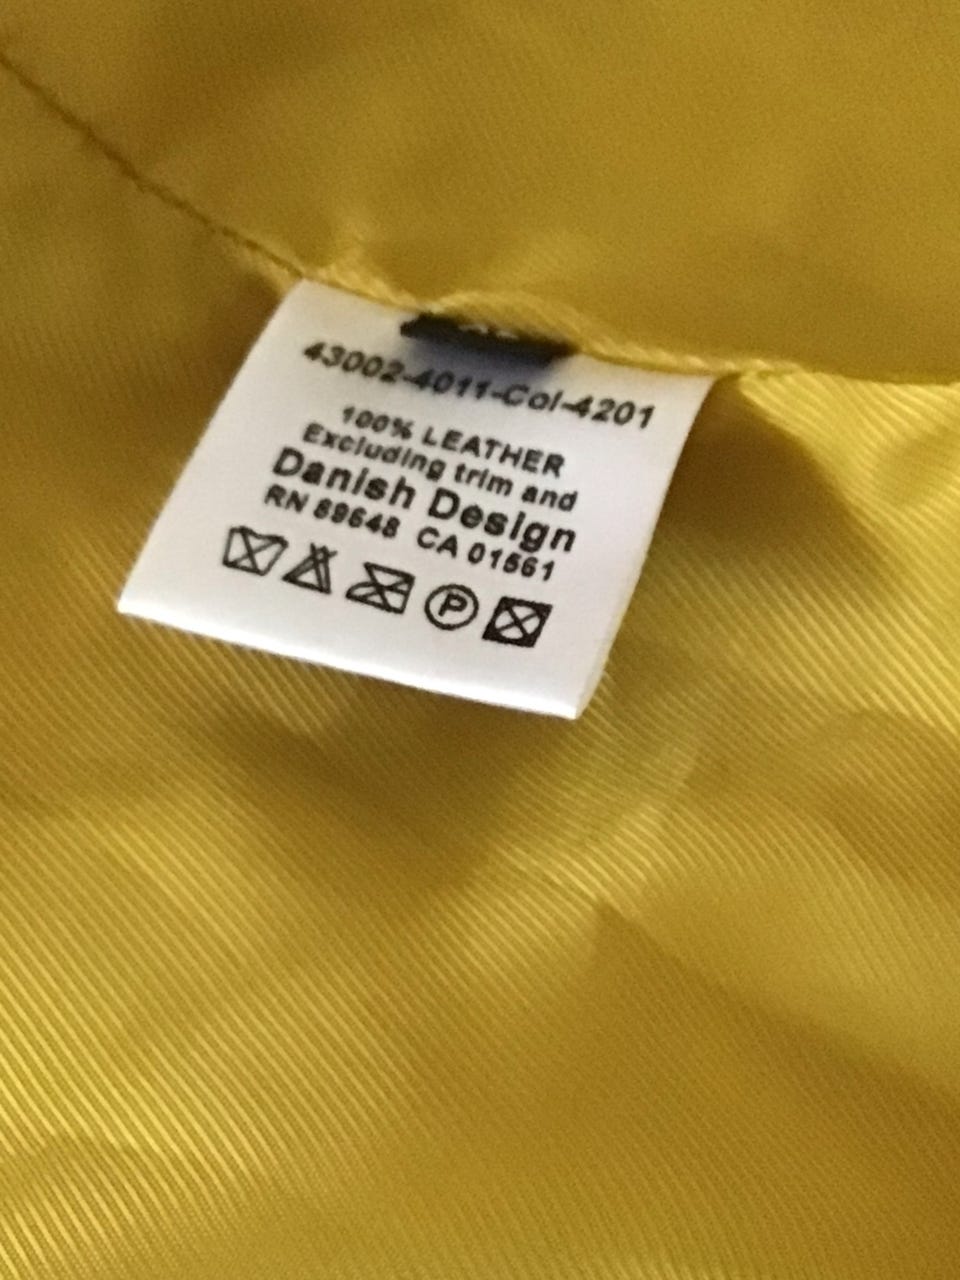 43002-4011-Col-4201
100% LEATHER
Excluding trim and
Danish Design
RN 89648 CA 01561
P